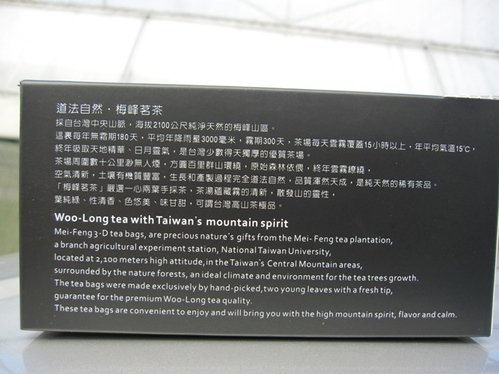 道法自然．梅峰茗茶
採自台灣中央山脈，海拔2100公尺純淨天然的梅峰山區。
這裏每年無霜期180天，平均年降雨量3000毫米，霧期300天，茶場每天雲霧覆蓋15小時以上，年平均氣溫15℃，
終年吸取天地精華、日月靈氣，是台灣少數得天獨厚的優質茶場。
茶場周圍數十公里渺無人煙，方圓百里群山環繞，原始森林依偎，終年雲霧繚繞，
空氣清新，土壤有機質豐富，生長和產製過程完全道法自然，品質渾然天成，是純天然的稀有茶品。
「梅峰茗茶」嚴選一心兩葉手採茶，茶湯蘊藏霧的清新，散發山的靈性，
葉純綠、性清香、色悠美、味甘甜，可謂台灣高山茶極品。
Woo-Long tea with Taiwan's mountain spirit
Mei-Feng 3-D tea bags, are precious nature's gifts from the Mei-Feng tea plantation,
a branch agricultural experiment station, National Taiwan University,
located at 2,100 meters high attitude, in the Taiwan's Central Mountain areas,
surrounded by the nature forests, an ideal climate and environment for the tea trees growth.
The tea bags were made exclusively by hand-picked, two young leaves with a fresh tip,
guarantee for the premium Woo-Long tea quality.
These tea bags are convenient to enjoy and will bring you with the high mountain spirit, flavor and calm.